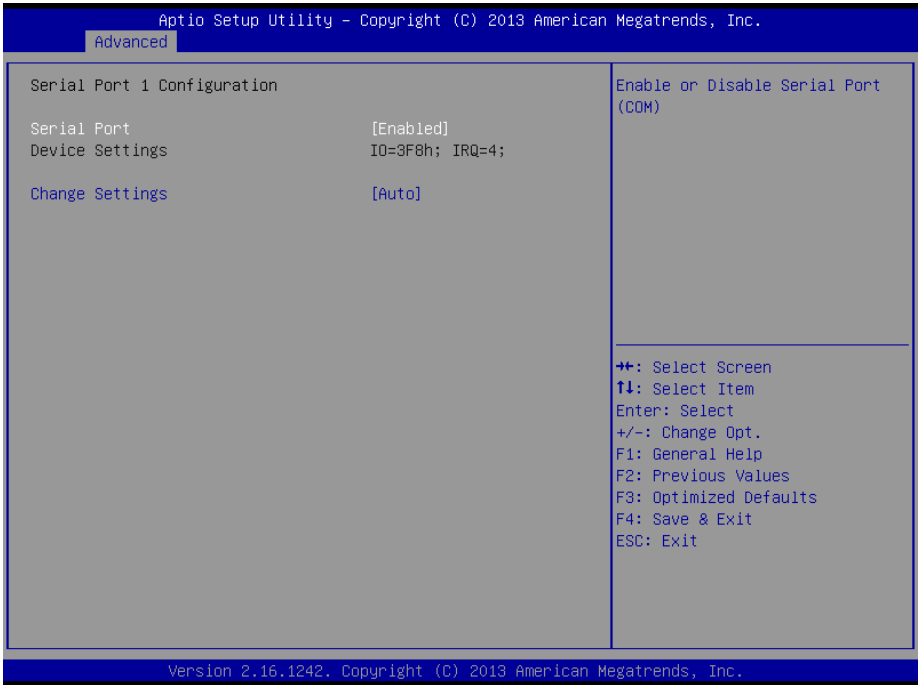 Aptio Setup Utility – Copyright (C) 2013 American Megatrends, Inc.
Advanced
Serial Port 1 Configuration
Serial Port [Enabled]
Device Settings IO=3F8h; IRQ=4;
Change Settings [Auto]
Enable or Disable Serial Port
(COM)
→←: Select Screen
↑↓: Select Item
Enter: Select
+/-: Change Opt.
F1: General Help
F2: Previous Values
F3: Optimized Defaults
F4: Save & Exit
ESC: Exit
Version 2.16.1242. Copyright (C) 2013 American Megatrends, Inc.